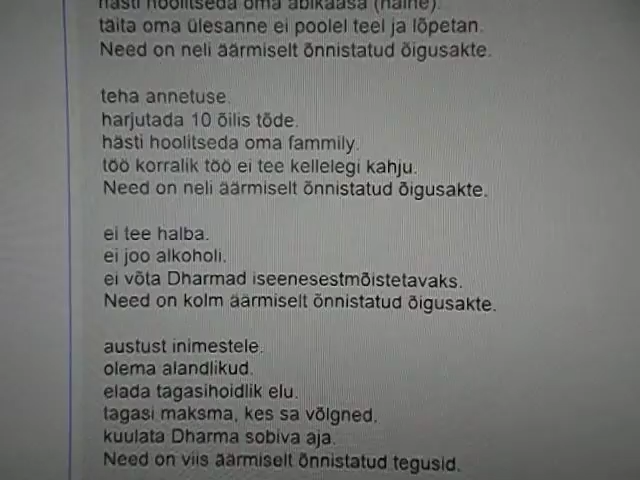 hästi hoolitseda oma abikaasa (naine).
täita oma ülesanne ei poolel teel ja lõpetan.
Need on neli äärmiselt õnnistatud õigusakte.
teha annetuse.
harjutada 10 õilis tõde.
hästi hoolitseda oma fammily.
töö korralik töö ei tee kellelegi kahju.
Need on neli äärmiselt õnnistatud õigusakte.
ei tee halba.
ei joo alkoholi.
ei võta Dharmad iseenesestmõistetavaks.
Need on kolm äärmiselt õnnistatud õigusakte.
austust inimestele.
olema alandlikud.
elada tagasihoidlik elu.
tagasi maksma, kes sa võlgned.
kuulata Dharma sobiva aja.
Need on viis äärmiselt õnnistatud tegusid.